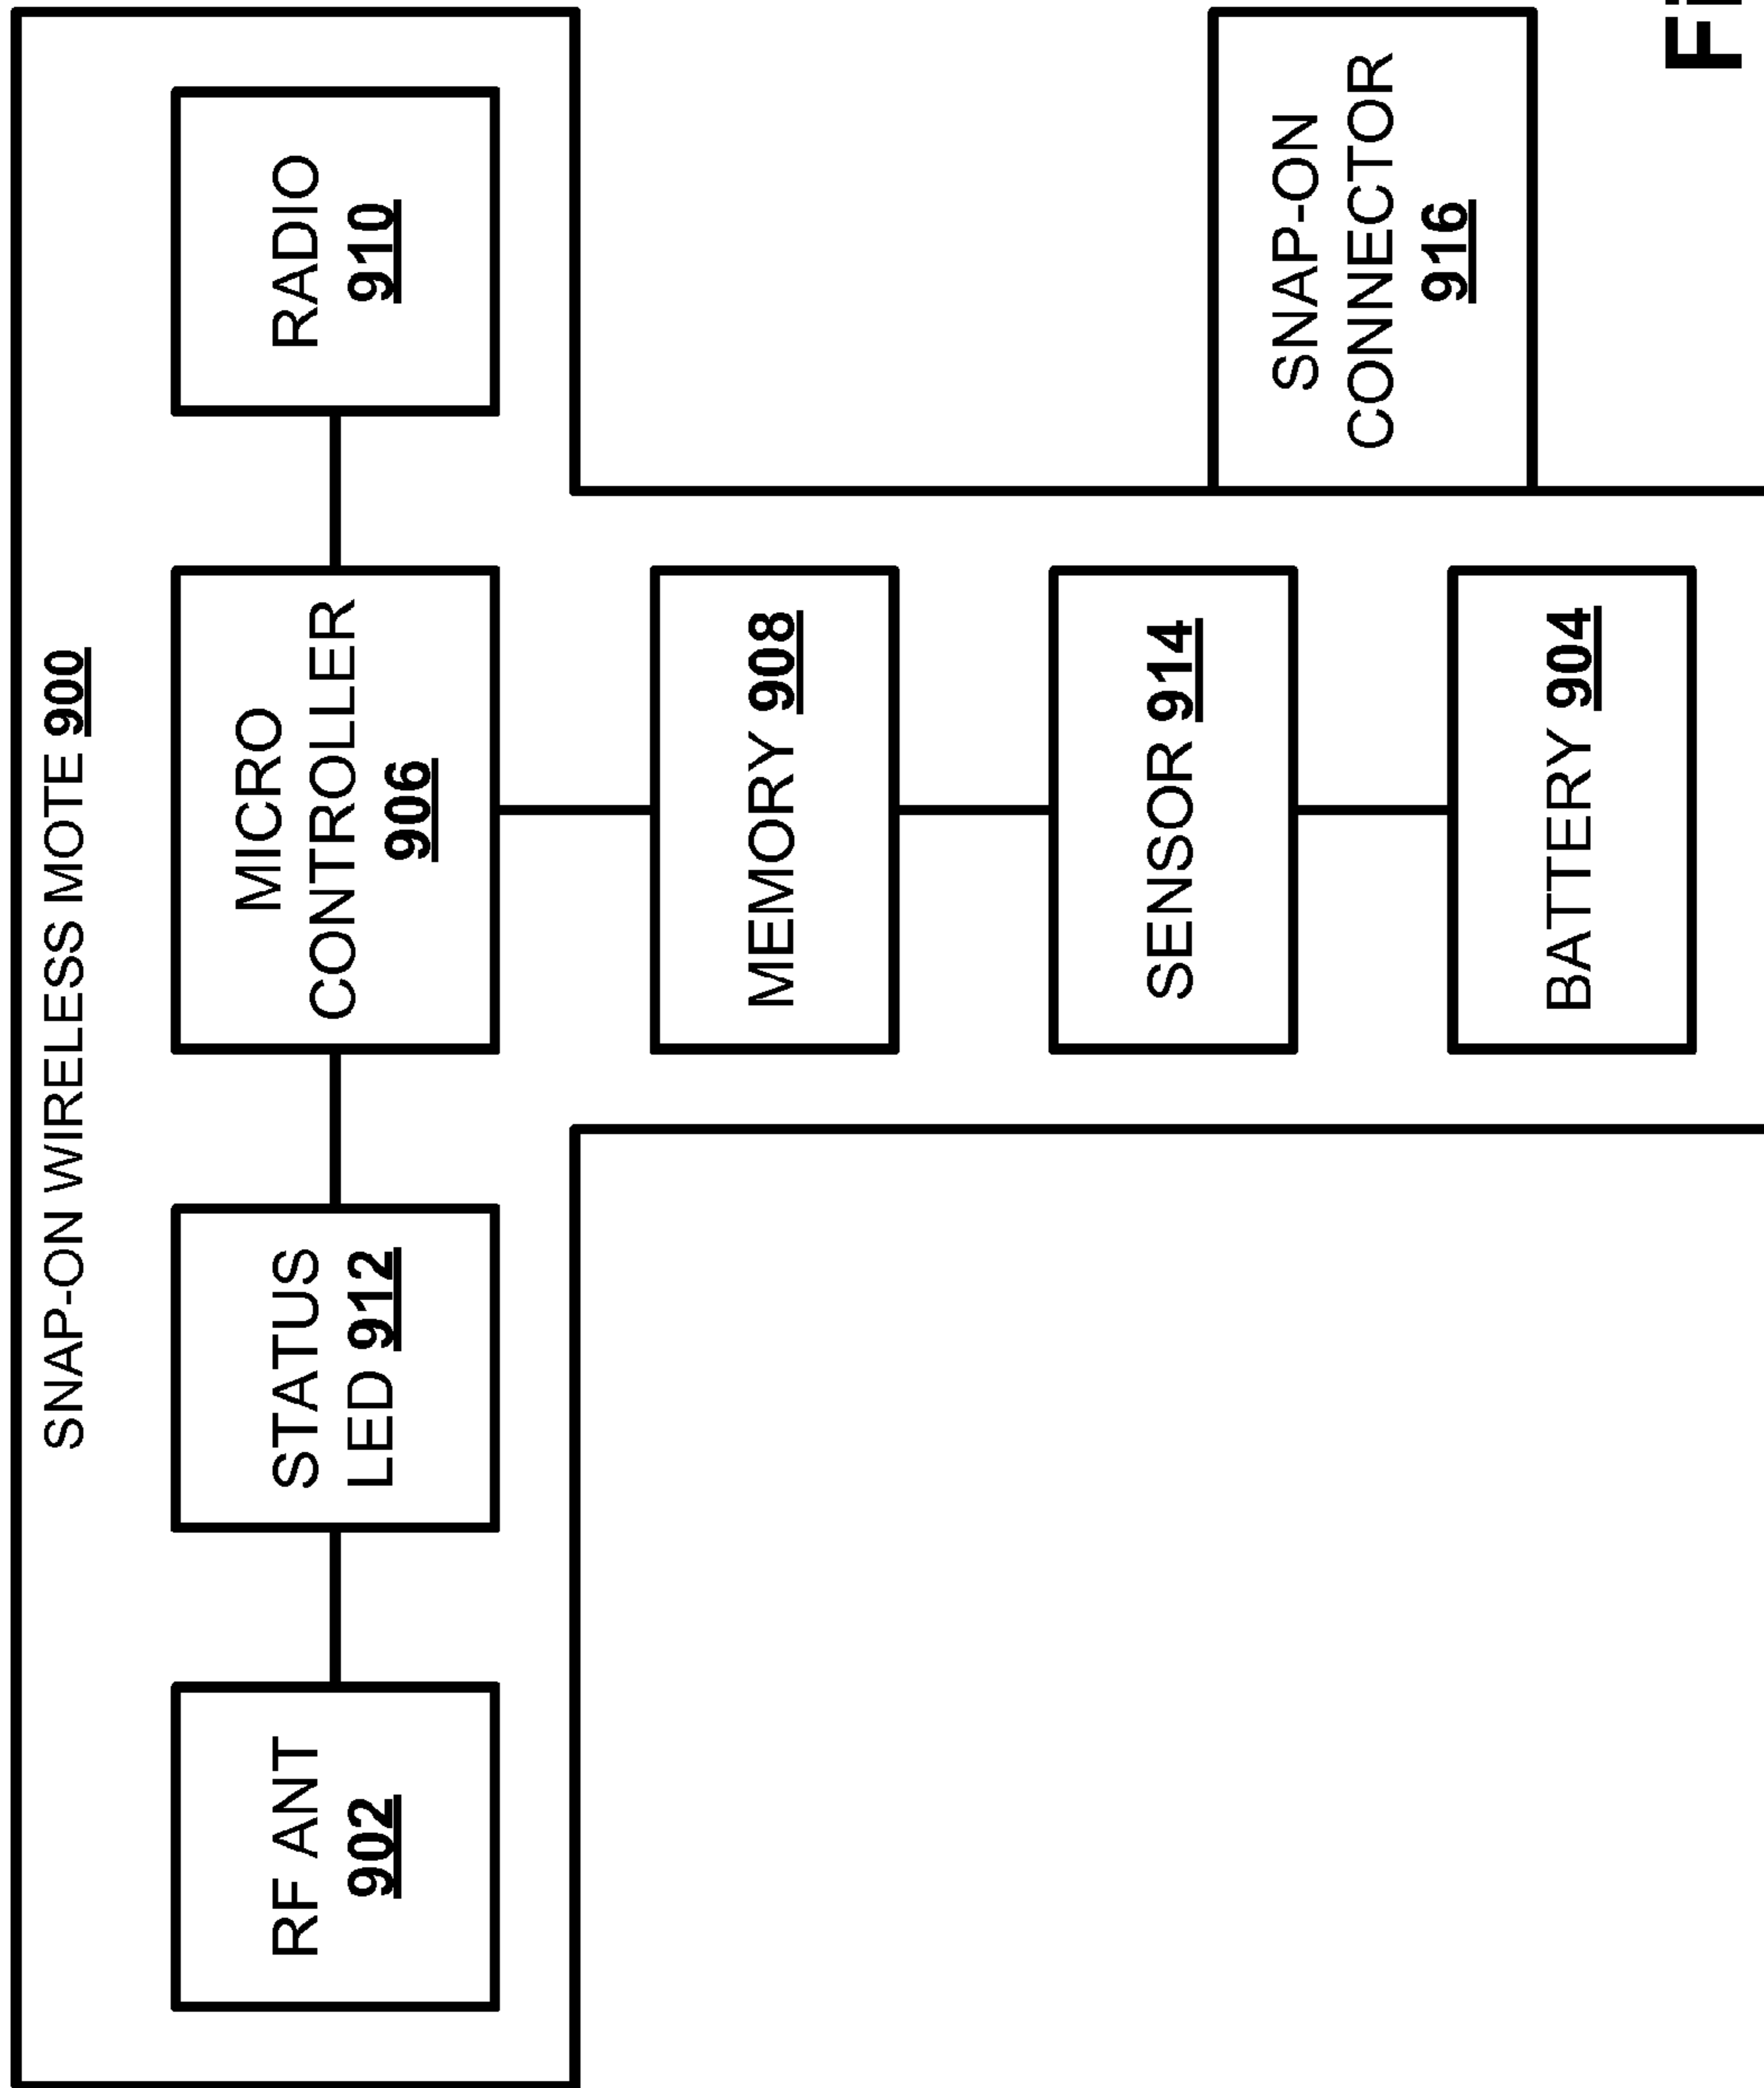 SNAP-ON WIRELESS MOTE 900
RF ANT
902
STATUS
LED 912
MICRO
CONTROLLER
906
RADIO
910
MEMORY 908
SENSOR 914
BATTERY 904
SNAP-ON
CONNECTOR
916
Fi